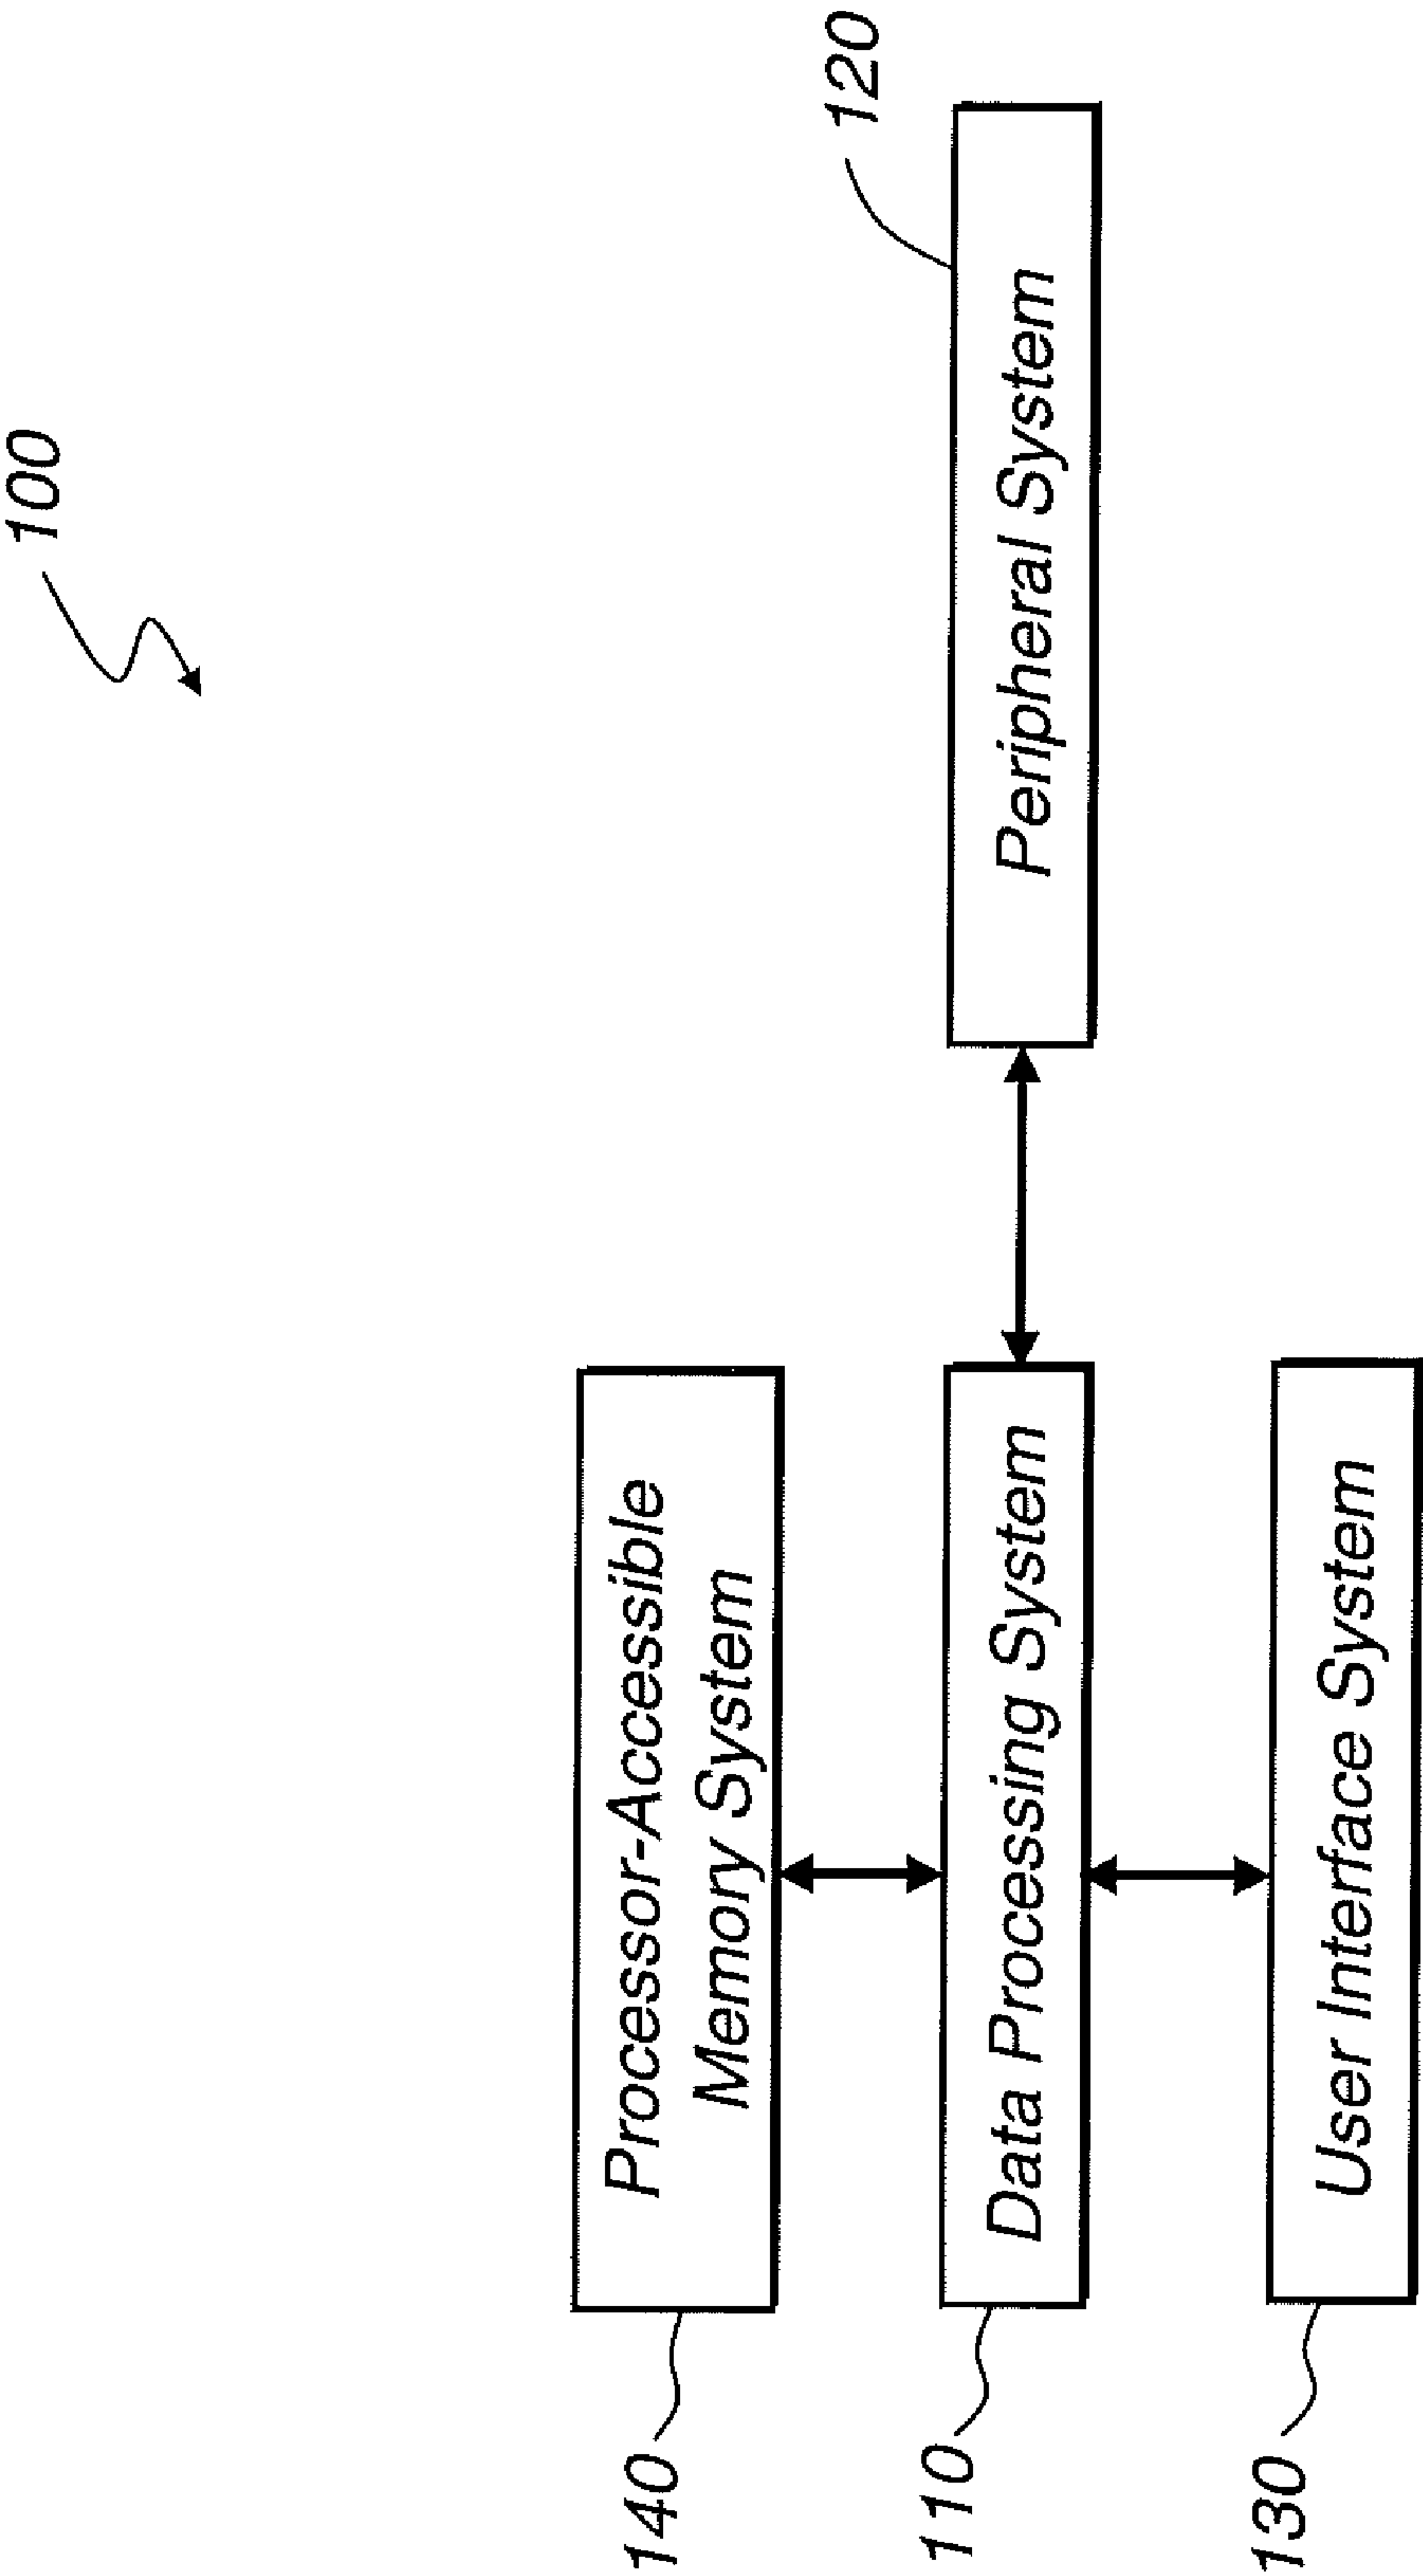 100
140
Processor-Accessible
Memory System
110
Data Processing System
Peripheral System
120
130
User Interface System